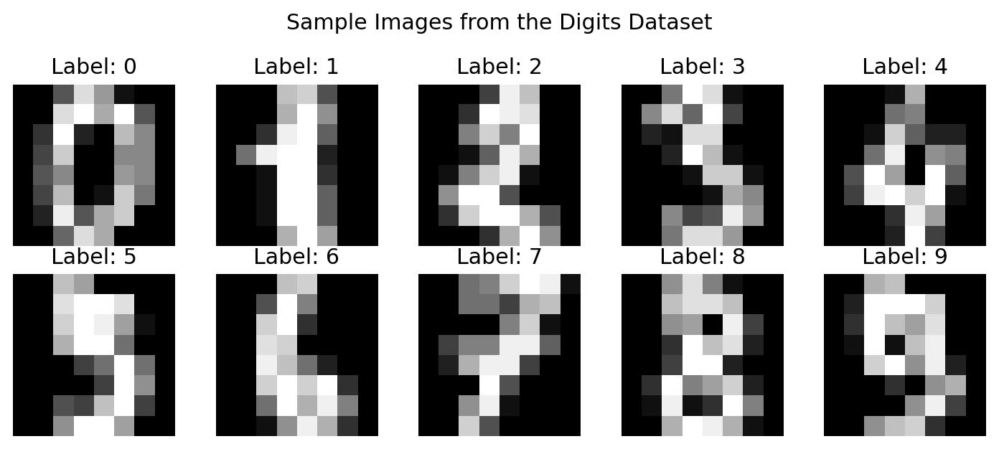 Sample Images from the Digits Dataset
Label: 0 Label: 1 Label: 2 Label: 3 Label: 4
Label: 5 Label: 6 Label: 7 Label: 8 Label: 9